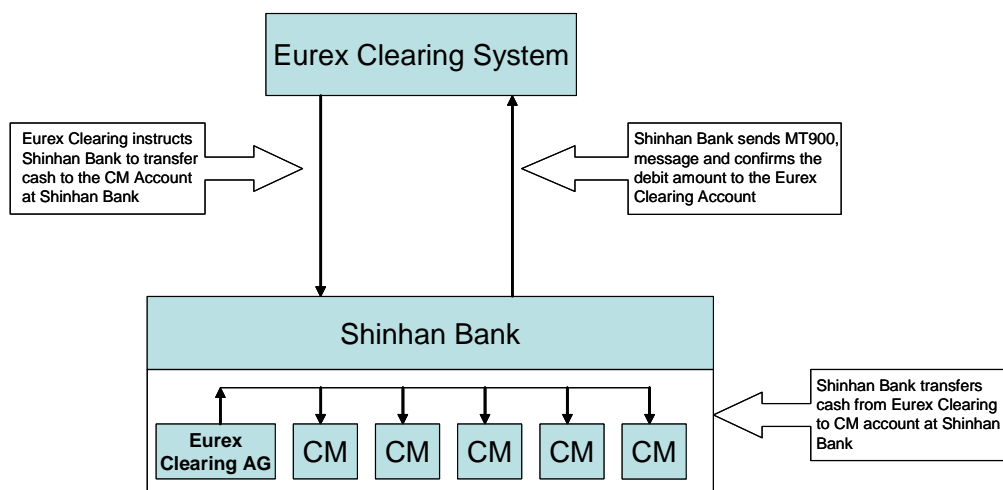 Eurex Clearing System
Eurex Clearing instructs
Shinhan Bank to transfer
cash to the CM Account
at Shinhan Bank
Shinhan Bank sends MT900,
message and confirms the
debit amount to the Eurex
Clearing Account
Shinhan Bank
Shinhan Bank transfers
cash from Eurex Clearing
to CM account at Shinhan
Bank
Eurex
Clearing AG
CM
CM
CM
CM
CM